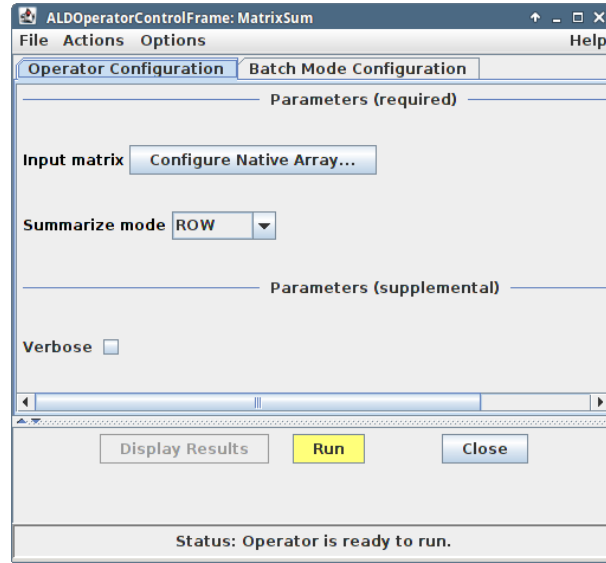 ALDOperatorControlFrame: MatrixSum
File Actions Options Help
Operator Configuration Batch Mode Configuration
Parameters (required)
Input matrix Configure Native Array...
Summarize mode ROW
Parameters (supplemental)
Verbose
Display Results Run Close
Status: Operator is ready to run.